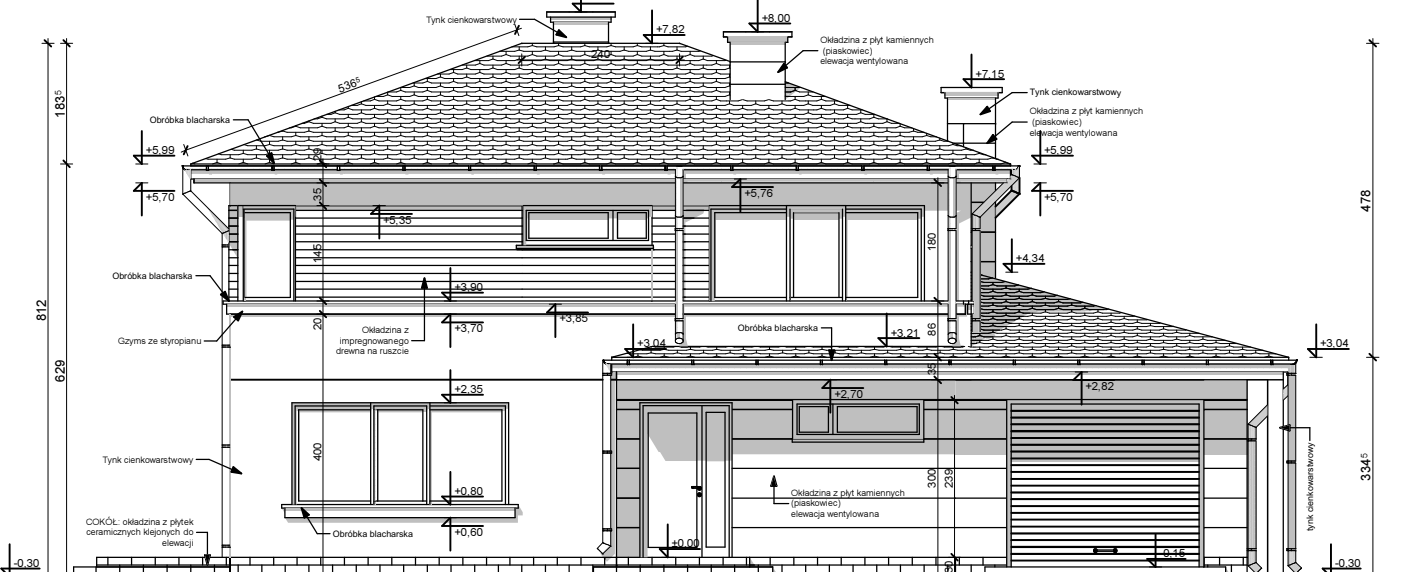 +8.00
Tynk cienkowarstwowy
+7,82
Okładzina z płyt kamiennych
(piaskowiec)
elewacja wentylowana
240
536⁵
183⁵
+7.15
Tynk cienkowarstwowy
Okładzina z płyt kamiennych
(piaskowiec)
elewacja wentylowana
Obróbka blacharska
+5,99
29
+5,99
+5,70
35
+5,76
+5,70
478
+5,35
145
180
+4,34
Obróbka blacharska
+3,90
812
20
+3,70
+3,85
Gzyms ze styropianu
Okładzina z
impregnowanego
drewna na ruszcie
Obróbka blacharska
86
+3,21
+3,04
+3,04
629
35
+2,35
+2,70
+2,82
400
Tynk cienkowarstwowy
300
239
334⁵
tynk cienkowarstwowy
+0,80
Okładzina z płyt kamiennych
(piaskowiec)
elewacja wentylowana
COKÓŁ: okładzina z płytek
ceramicznych klejonych do
elewacji
Obróbka blacharska
+0,60
+0,00
-0,15
-0.30
30
-0.30